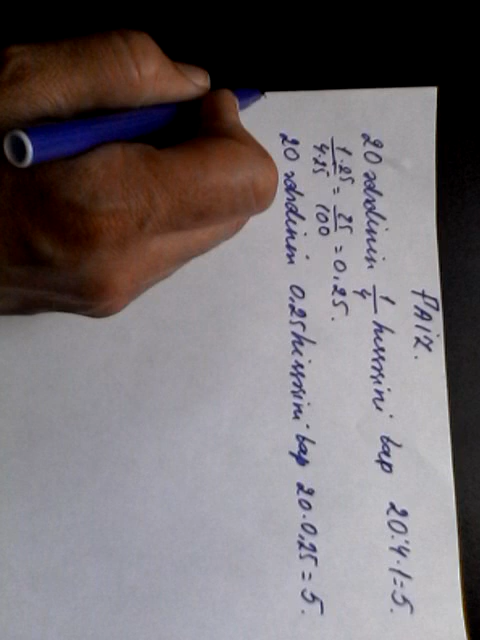 FAİZ.
20 ədədinin 1/4 hissəsini tap 20:4·1=5.
1·25/4·25 = 25/100 = 0,25.
20 ədədinin 0,25 hissəsini tap 20·0,25=5.